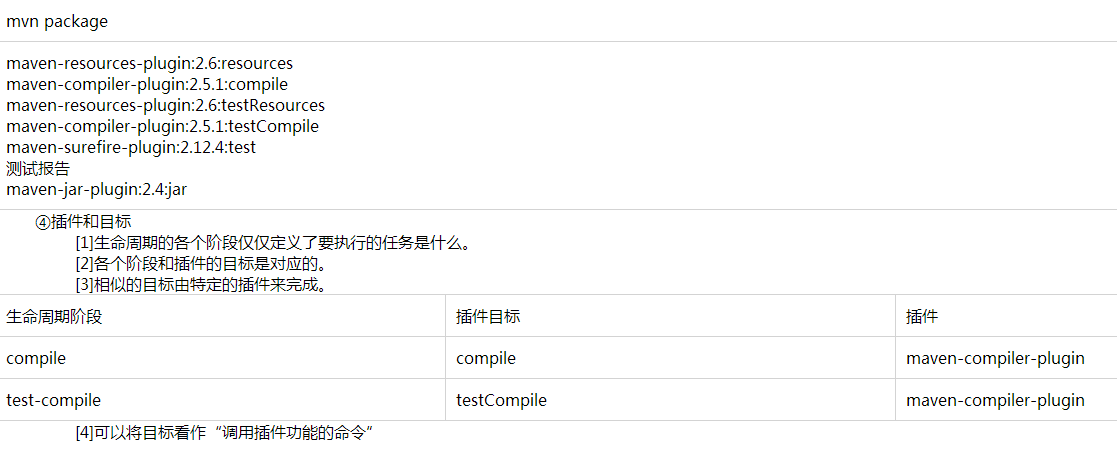 mvn package
maven-resources-plugin:2.6:resources
maven-compiler-plugin:2.5.1:compile
maven-resources-plugin:2.6:testResources
maven-compiler-plugin:2.5.1:testCompile
maven-surefire-plugin:2.12.4:test
测试报告
maven-jar-plugin:2.4:jar
④插件和目标
[1]生命周期的各个阶段仅仅定义了要执行的任务是什么。
[2]各个阶段和插件的目标是对应的。
[3]相似的目标由特定的插件来完成。
生命周期阶段 插件目标 插件
compile compile maven-compiler-plugin
test-compile testCompile maven-compiler-plugin
[4]可以将目标看作“调用插件功能的命令”